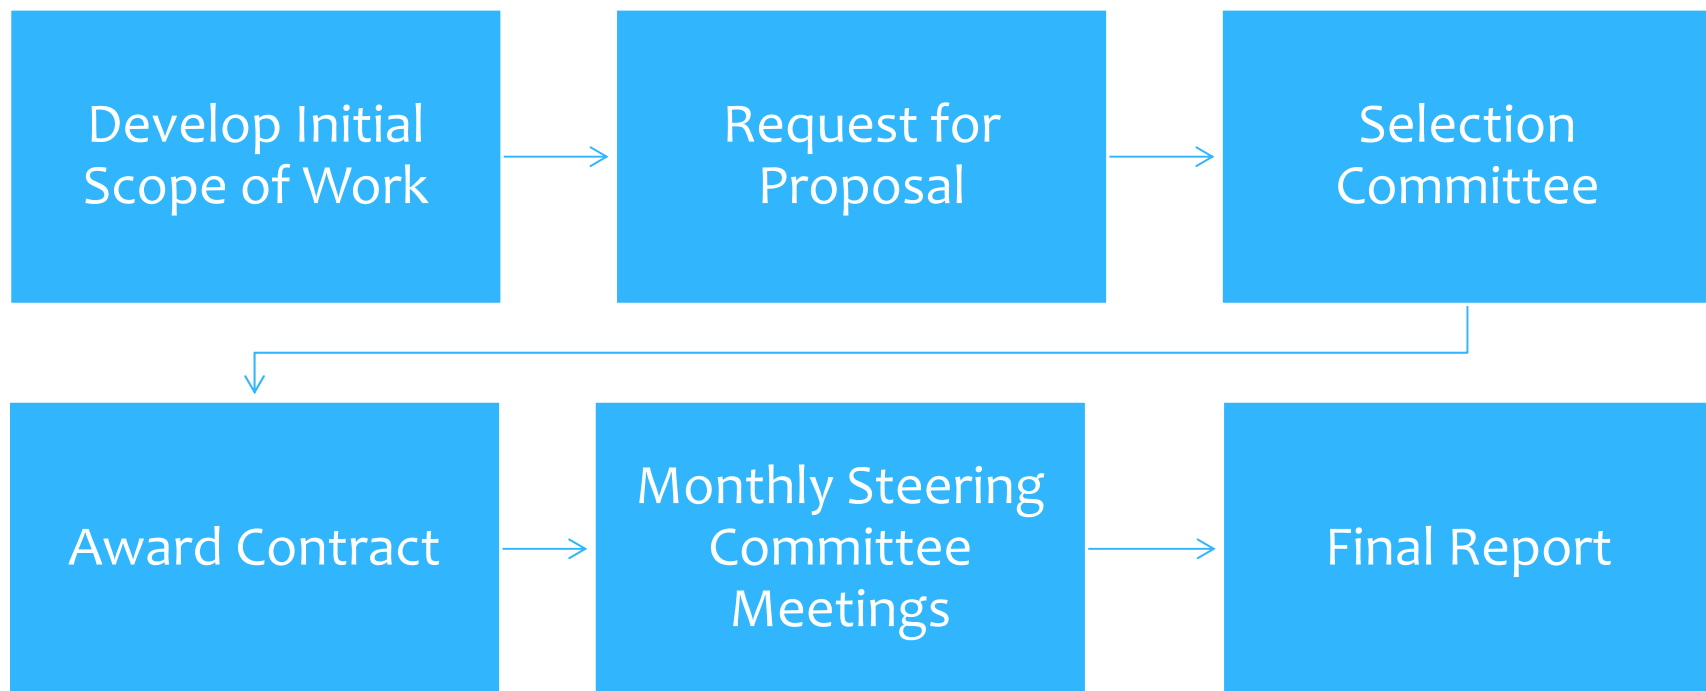 Develop Initial
Scope of Work
Request for
Proposal
Selection
Committee
Award Contract
Monthly Steering
Committee
Meetings
Final Report